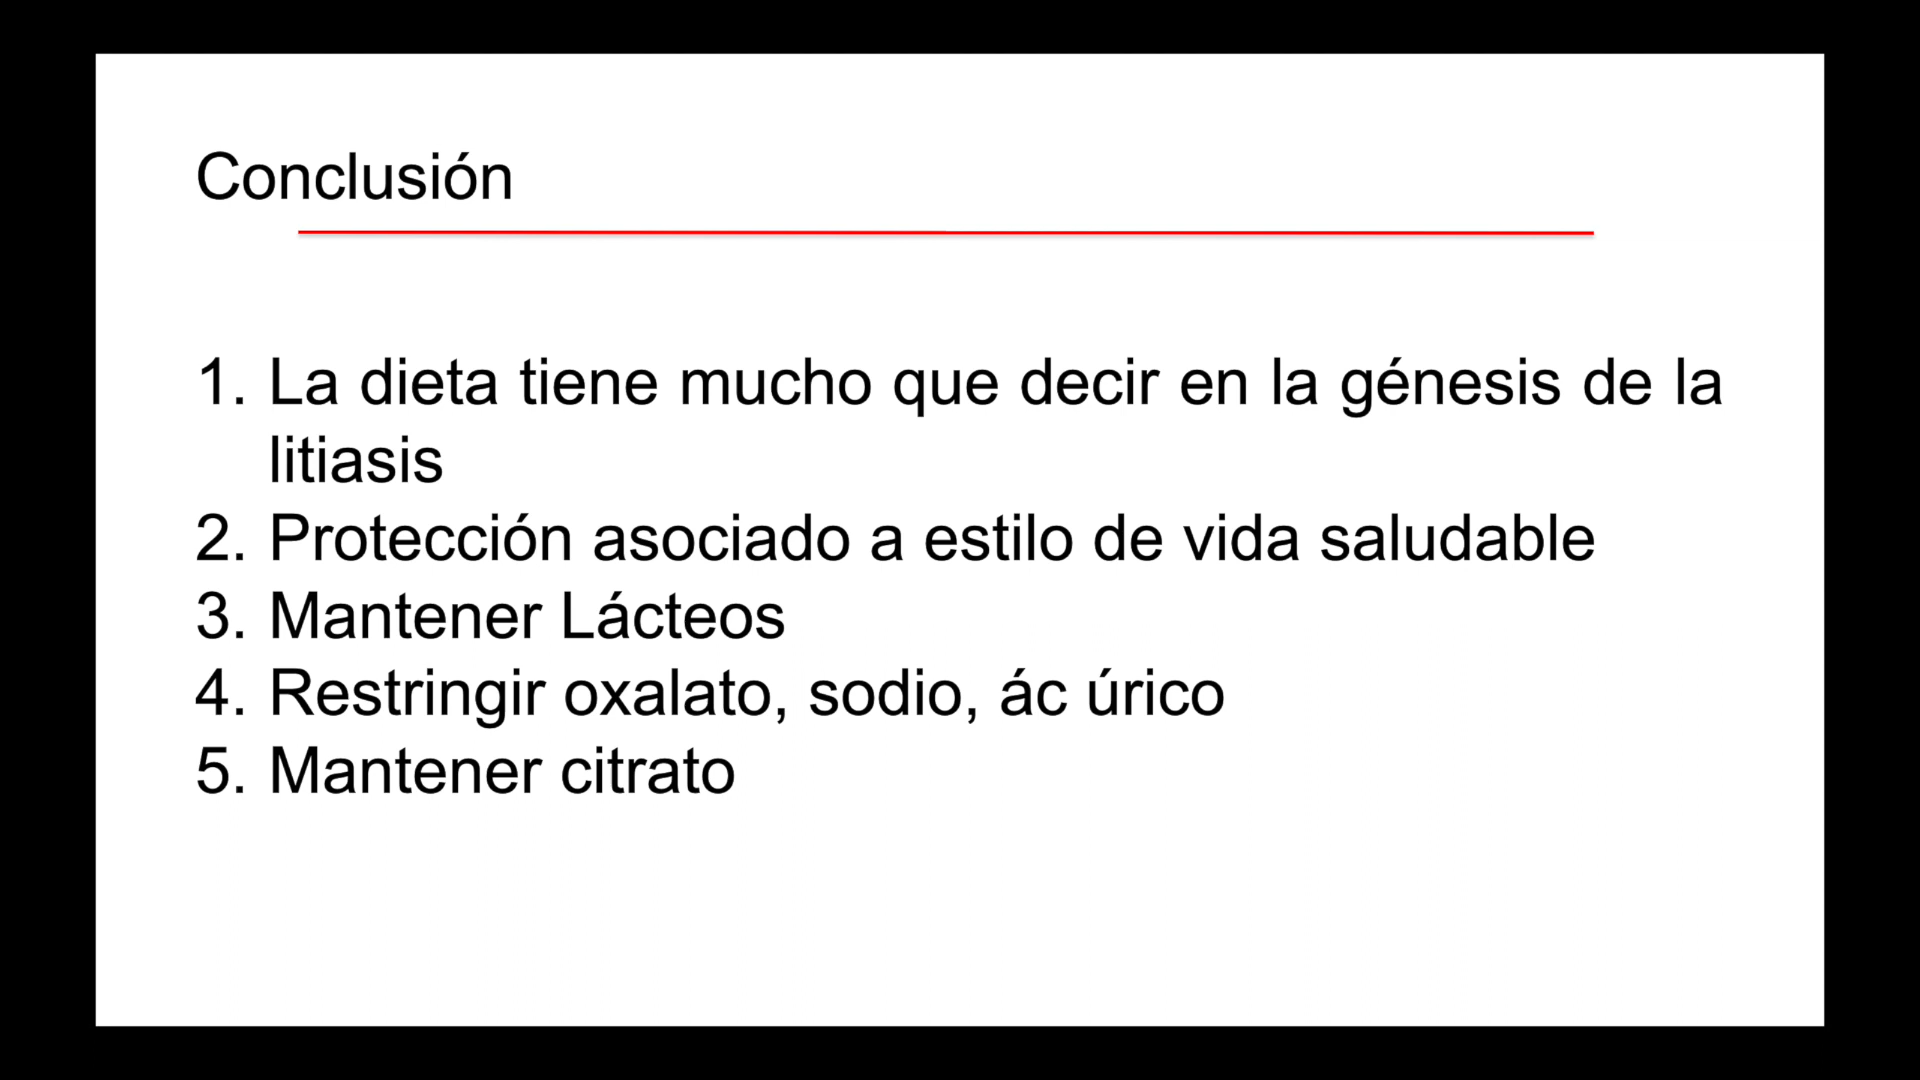 Conclusión
1. La dieta tiene mucho que decir en la génesis de la
litiasis
2. Protección asociado a estilo de vida saludable
3. Mantener Lácteos
4. Restringir oxalato, sodio, ác úrico
5. Mantener citrato